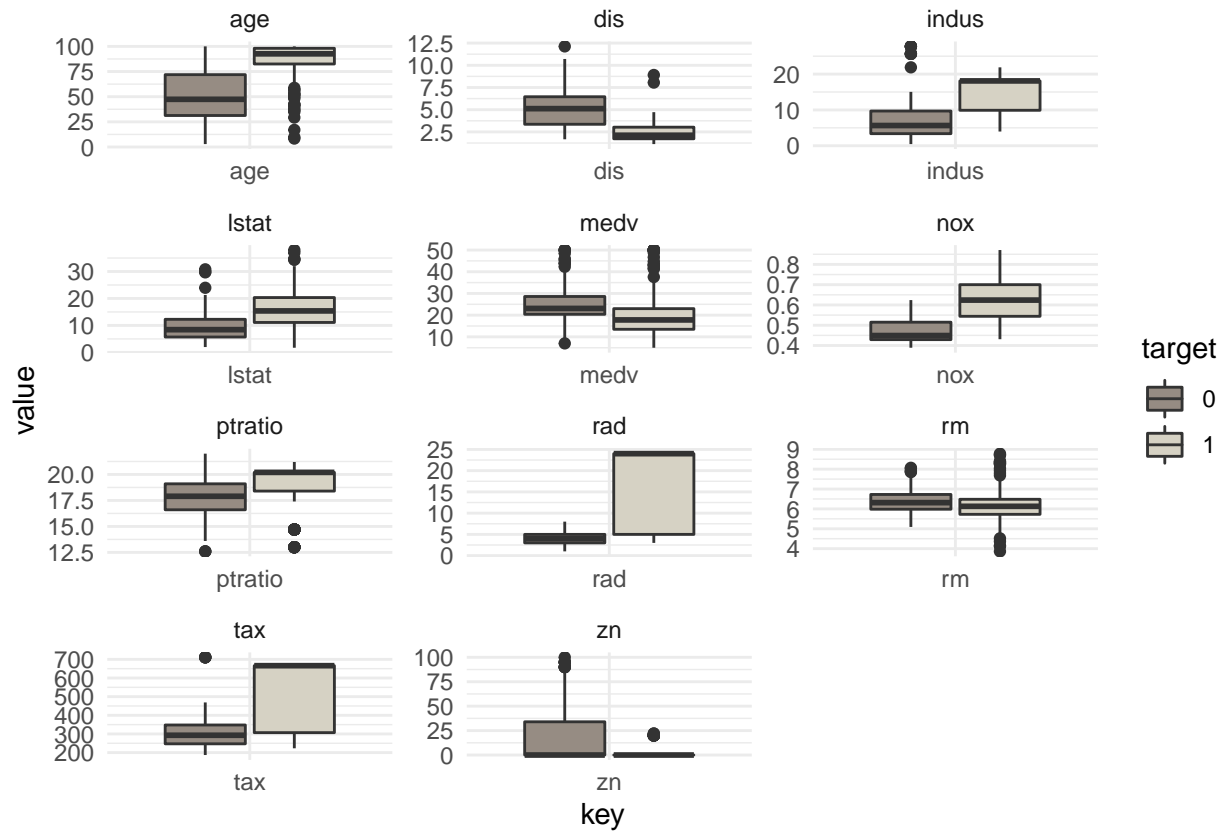 age
dis
indus
100
75
50
25
0
12.5
10.0
7.5
5.0
2.5
20
10
0
age
dis
indus
lstat
medv
nox
30
20
10
0
50
40
30
20
10
0.8
0.7
0.6
0.5
0.4
lstat
medv
nox
value
ptratio
rad
rm
20.0
17.5
15.0
12.5
25
20
15
10
5
0
9
8
7
6
5
4
ptratio
rad
rm
tax
zn
700
600
500
400
300
200
100
75
50
25
0
tax
zn
key
target
0
1